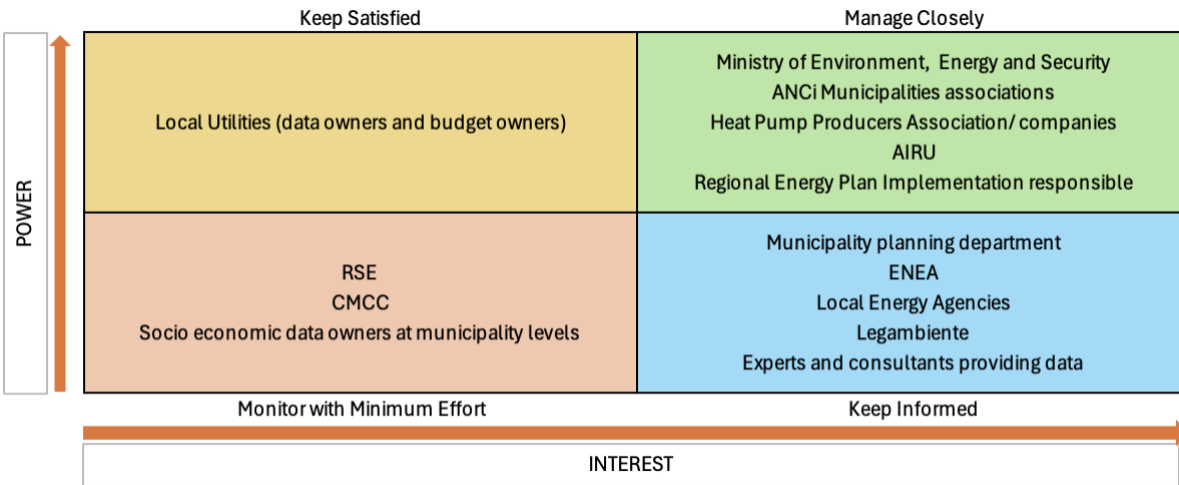 Keep Satisfied
Manage Closely
POWER
Local Utilities (data owners and budget owners)
Ministry of Environment, Energy and Security
ANCi Municipalities associations
Heat Pump Producers Association/ companies
AIRU
Regional Energy Plan Implementation responsible
RSE
CMCC
Socio economic data owners at municipality levels
Municipality planning department
ENEA
Local Energy Agencies
Legambiente
Experts and consultants providing data
Monitor with Minimum Effort
Keep Informed
INTEREST